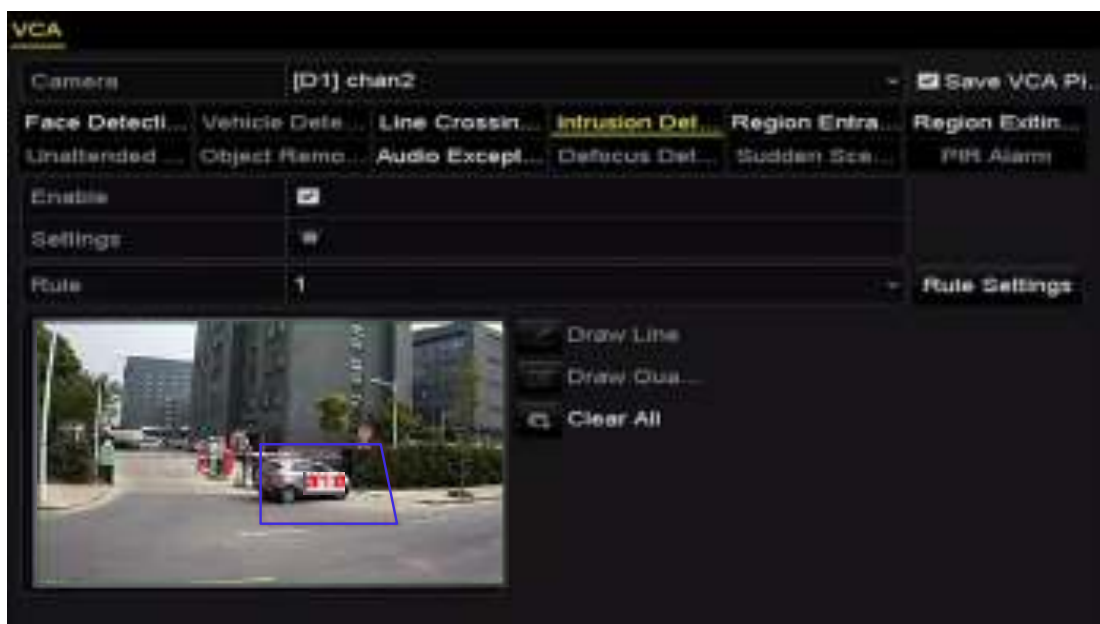 VCA
Camera [D1] chan2 Save VCA Pi..
Face Detecti... Vehicle Dete... Line Crossin... Intrusion Det... Region Entra... Region Exitin...
Unattended ... Object Remo... Audio Except... Defocus Det... Sudden Sce... PIR Alarm
Enable
Settings
Rule 1 Rule Settings
Draw Line
Draw Qua...
Clear All